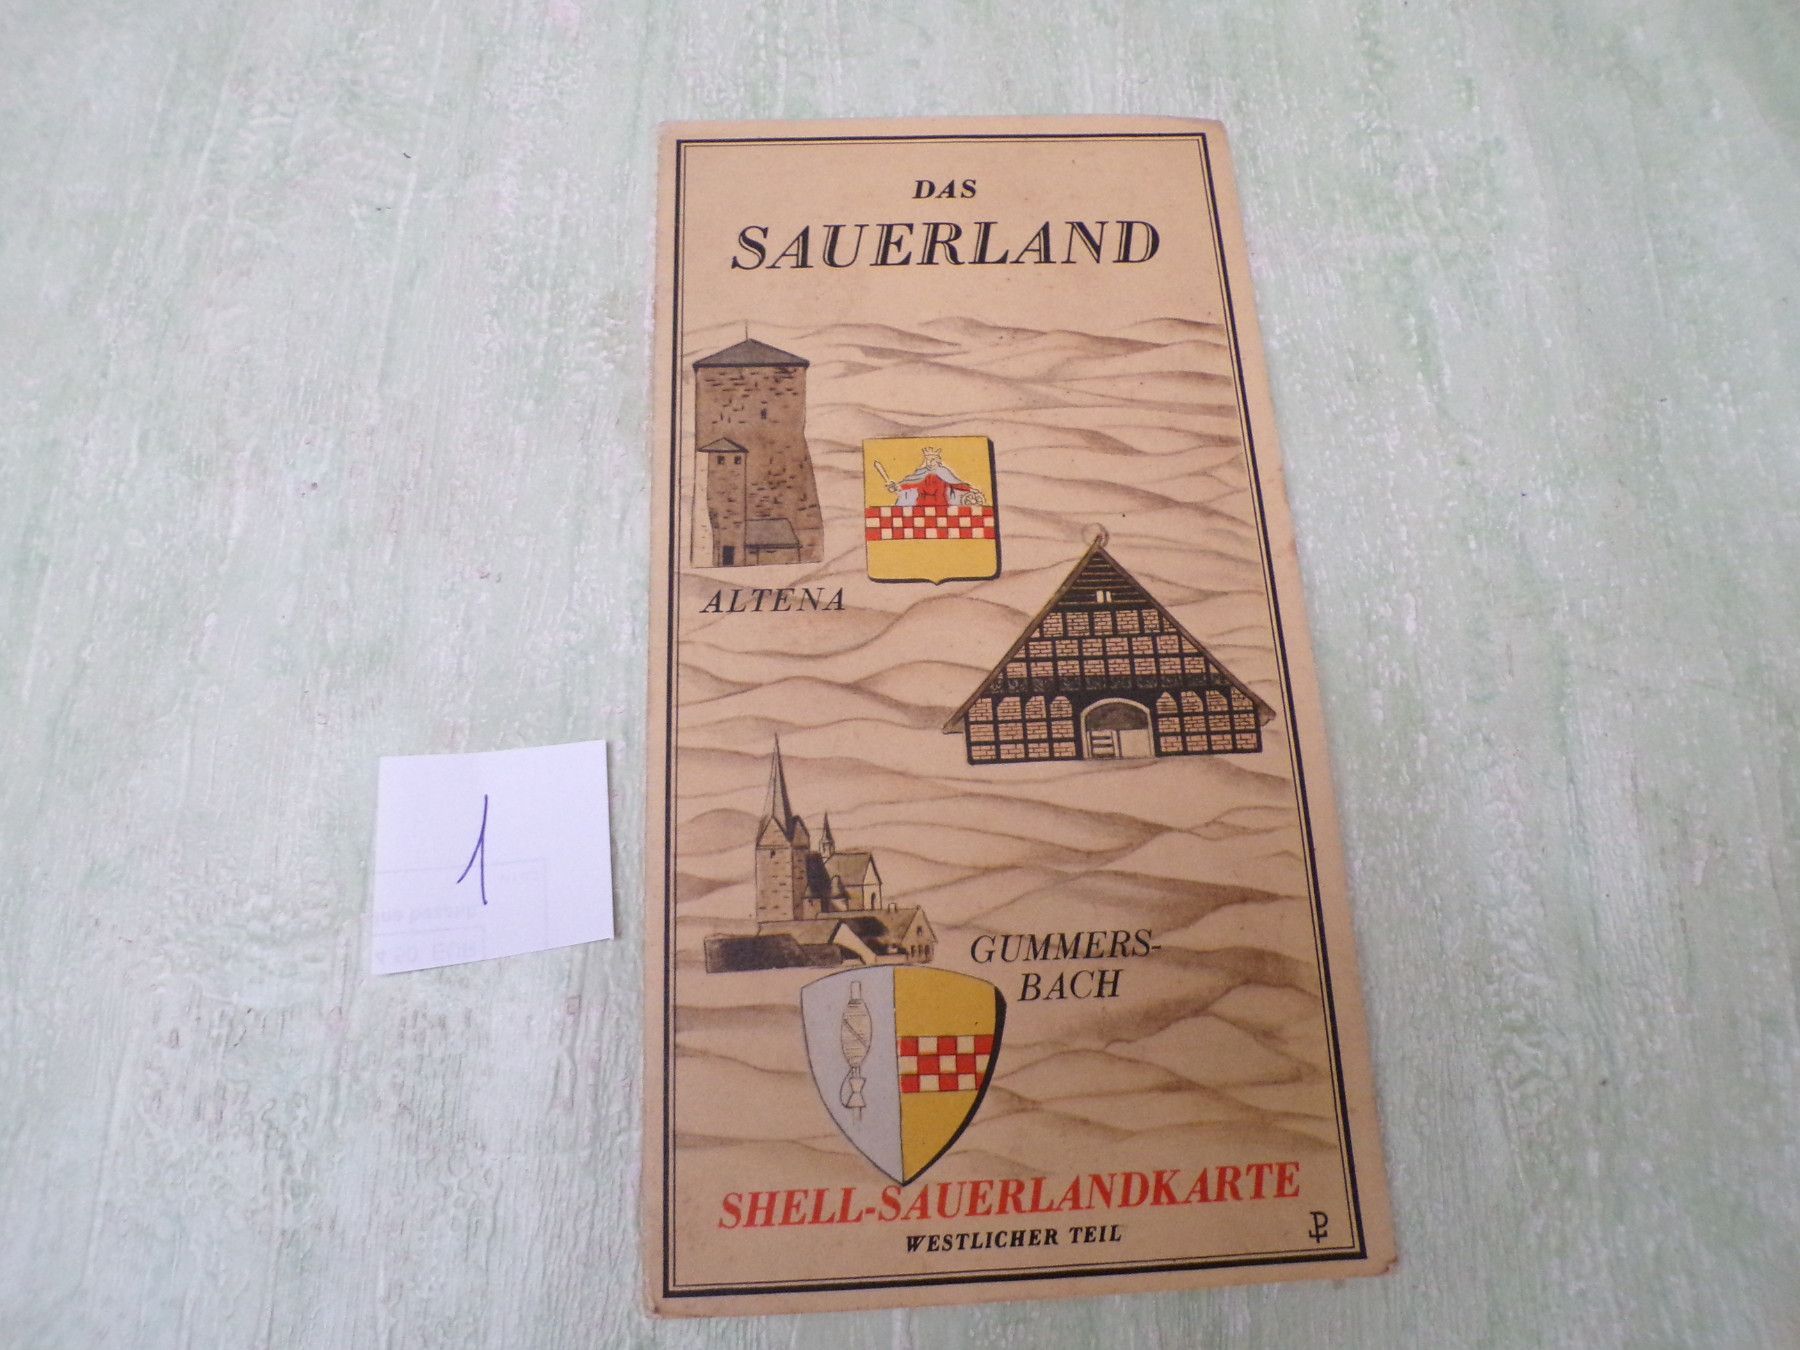 DAS
SAUERLAND
ALTENA
GUMMERS-
BACH
SHELL-SAUERLANDKARTE
WESTLICHER TEIL
1